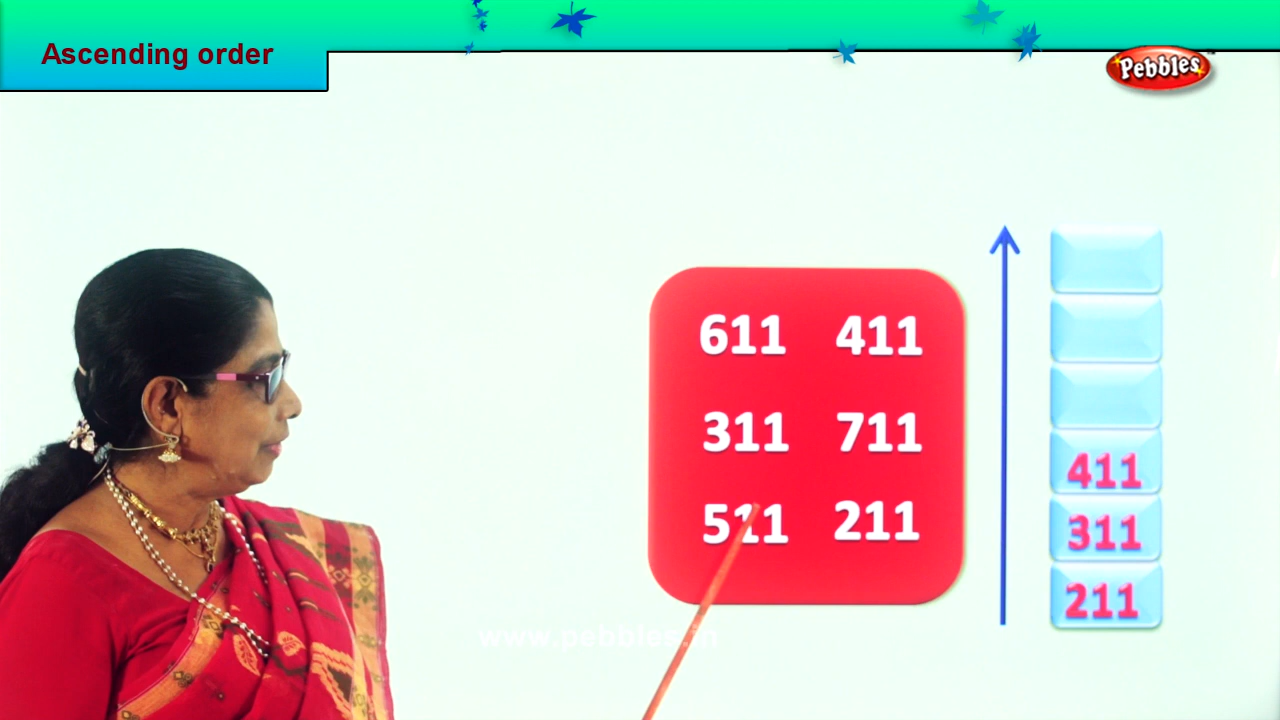 Ascending order
Pebbles
611 411
311 711
511 211
411
311
211
www.pebbles.in